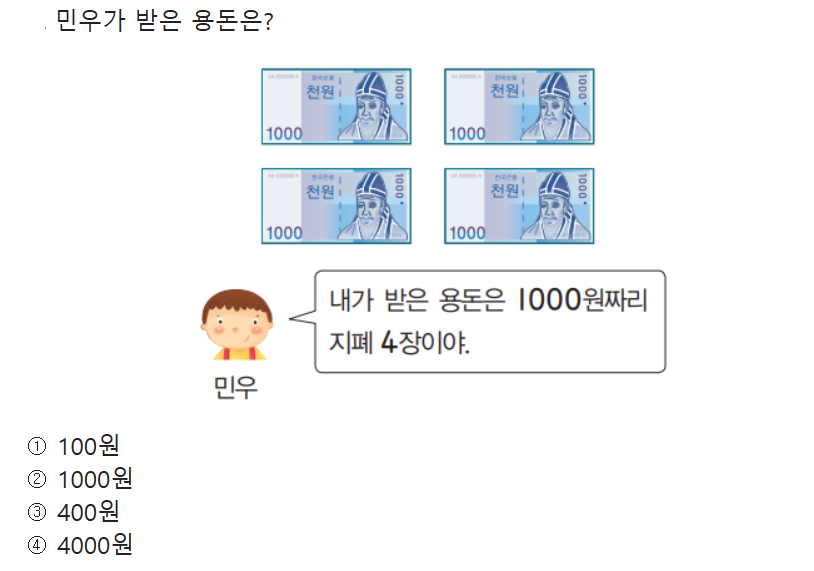 . 민우가 받은 용돈은?
한국은행
천원
1000
1000
한국은행
천원
1000
1000
한국은행
천원
1000
1000
한국은행
천원
1000
1000
내가 받은 용돈은 1000원짜리
지폐 4장이야.
민우
① 100원
② 1000원
③ 400원
④ 4000원